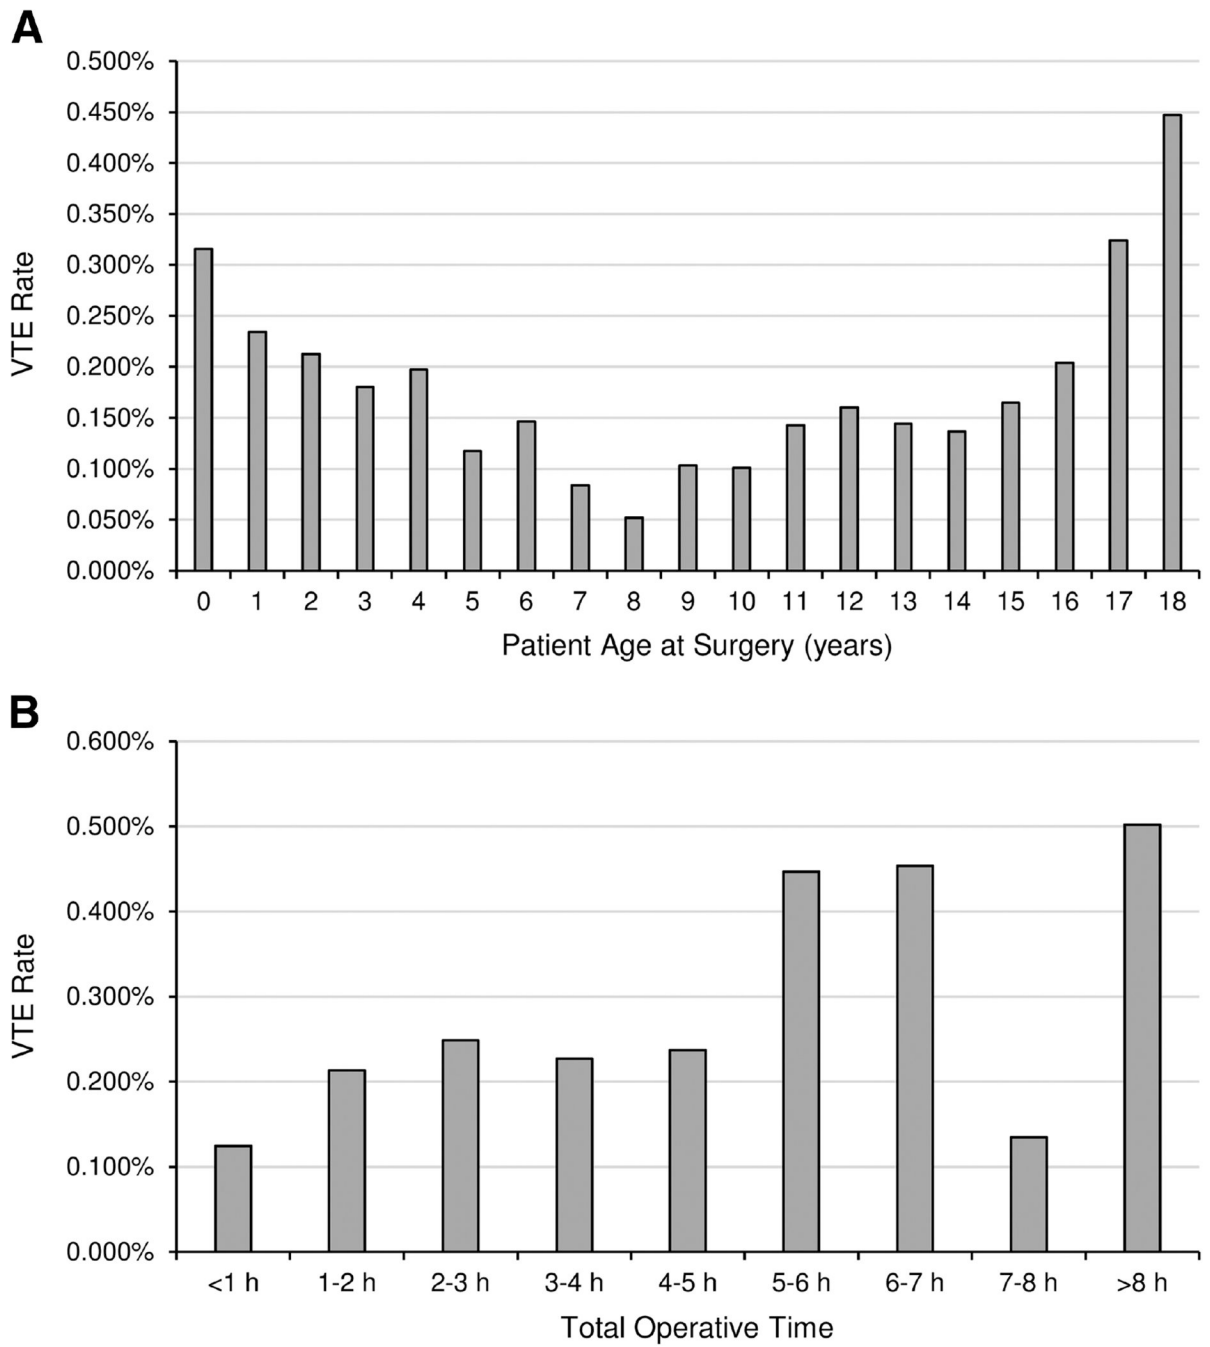 A
0.500%
0.450%
0.400%
0.350%
0.300%
0.250%
0.200%
0.150%
0.100%
0.050%
0.000%
VTE Rate
0 1 2 3 4 5 6 7 8 9 10 11 12 13 14 15 16 17 18
Patient Age at Surgery (years)
B
0.600%
0.500%
0.400%
0.300%
0.200%
0.100%
0.000%
VTE Rate
<1 h 1-2 h 2-3 h 3-4 h 4-5 h 5-6 h 6-7 h 7-8 h >8 h
Total Operative Time